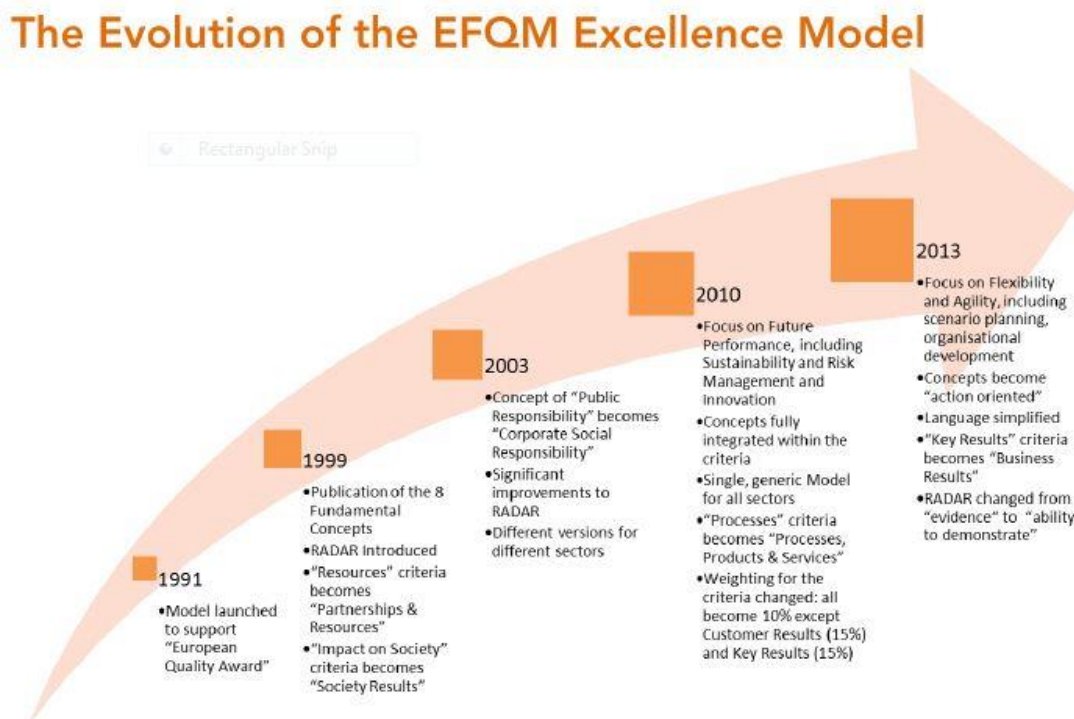 The Evolution of the EFQM Excellence Model
Rectangular Snip
1991
•Model launched
to support
“European
Quality Award”
1999
•Publication of the 8
Fundamental
Concepts
•RADAR Introduced
•“Resources” criteria
becomes
“Partnerships &
Resources”
•“Impact on Society”
criteria becomes
“Society Results”
2003
•Concept of “Public
Responsibility” becomes
“Corporate Social
Responsibility”
•Significant
improvements to
RADAR
•Different versions for
different sectors
2010
•Focus on Future
Performance, including
Sustainability and Risk
Management and
Innovation
•Concepts fully
integrated within the
criteria
•Single, generic Model
for all sectors
•“Processes” criteria
becomes “Processes,
Products & Services”
•Weighting for the
criteria changed: all
become 10% except
Customer Results (15%)
and Key Results (15%)
2013
•Focus on Flexibility
and Agility, including
scenario planning,
organisational
development
•Concepts become
“action oriented”
•Language simplified
•“Key Results” criteria
becomes “Business
Results”
•RADAR changed from
“evidence” to “ability
to demonstrate”